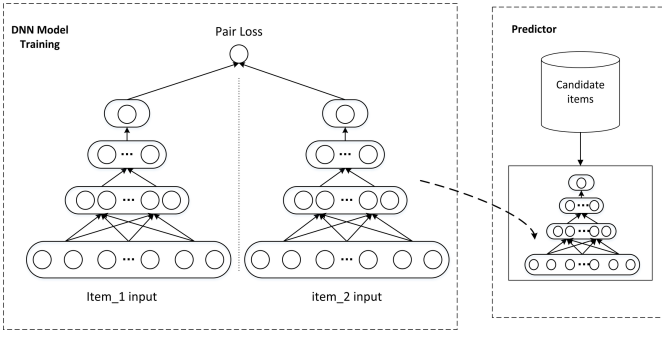 DNN Model
Training
Pair Loss
Item_1 input
item_2 input
Predictor
Candidate
items